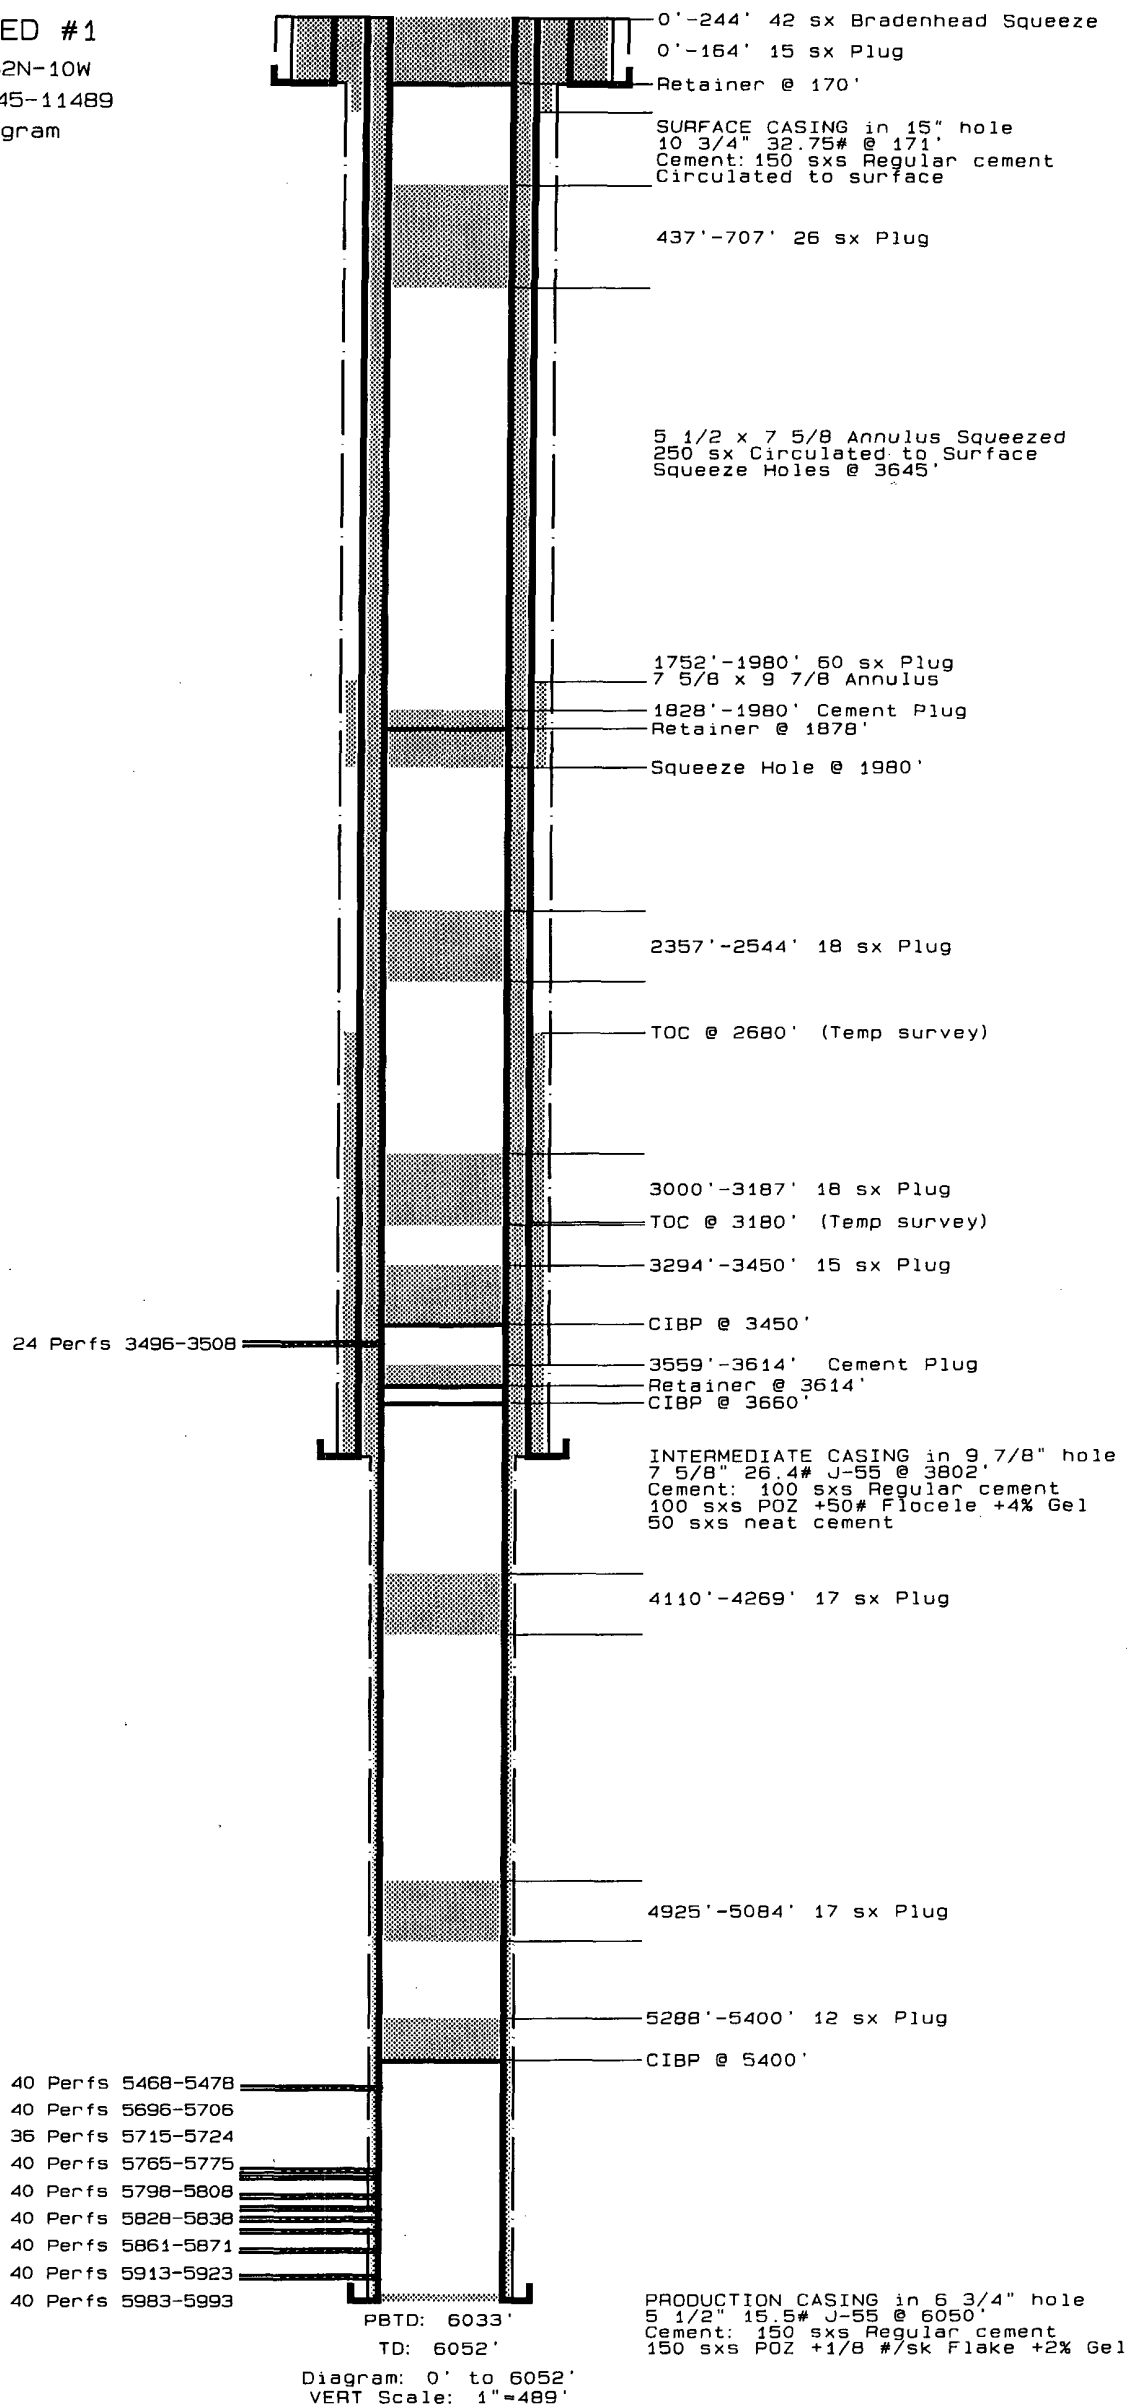 ED #1
2N-10W
45-11489
gram
0'-244' 42 sx Bradenhead Squeeze
0'-164' 15 sx Plug
Retainer @ 170'
SURFACE CASING in 15" hole
10 3/4" 32.75# @ 171'
Cement: 150 sxs Regular cement
Circulated to surface
437'-707' 26 sx Plug
5 1/2 x 7 5/8 Annulus Squeezed
250 sx Circulated to Surface
Squeeze Holes @ 3645'
1752'-1980' 60 sx Plug
7 5/8 x 9 7/8 Annulus
1828'-1980' Cement Plug
Retainer @ 1878'
Squeeze Hole @ 1980'
2357'-2544' 18 sx Plug
TOC @ 2680' (Temp survey)
3000'-3187' 18 sx Plug
TOC @ 3180' (Temp survey)
3294'-3450' 15 sx Plug
CIBP @ 3450'
24 Perfs 3496-3508
3559'-3614' Cement Plug
Retainer @ 3614'
CIBP @ 3660'
INTERMEDIATE CASING in 9 7/8" hole
7 5/8" 26.4# J-55 @ 3802'
Cement: 100 sxs Regular cement
100 sxs POZ +50# Flocele +4% Gel
50 sxs neat cement
4110'-4269' 17 sx Plug
4925'-5084' 17 sx Plug
5288'-5400' 12 sx Plug
CIBP @ 5400'
40 Perfs 5468-5478
40 Perfs 5696-5706
36 Perfs 5715-5724
40 Perfs 5765-5775
40 Perfs 5798-5808
40 Perfs 5828-5838
40 Perfs 5861-5871
40 Perfs 5913-5923
40 Perfs 5983-5993
PRODUCTION CASING in 6 3/4" hole
5 1/2" 15.5# J-55 @ 6050'
Cement: 150 sxs Regular cement
150 sxs POZ +1/8 #/sk Flake +2% Gel
PBTD: 6033'
TD: 6052'
Diagram: 0' to 6052'
VERT Scale: 1"=489'